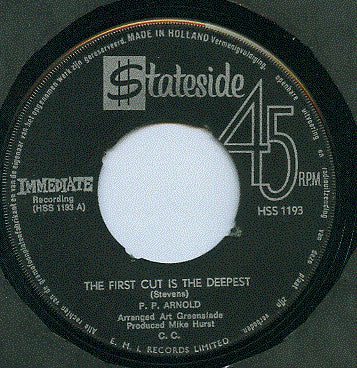 MADE IN HOLLAND
Stateside
45
RPM
IMMEDIATE
Recording
(HSS 1193 A)
HSS 1193
THE FIRST CUT IS THE DEEPEST
(Stevens)
P. P. ARNOLD
Arranged Art Greenslade
Produced Mike Hurst
C. C.
E. M. I. RECORDS LIMITED